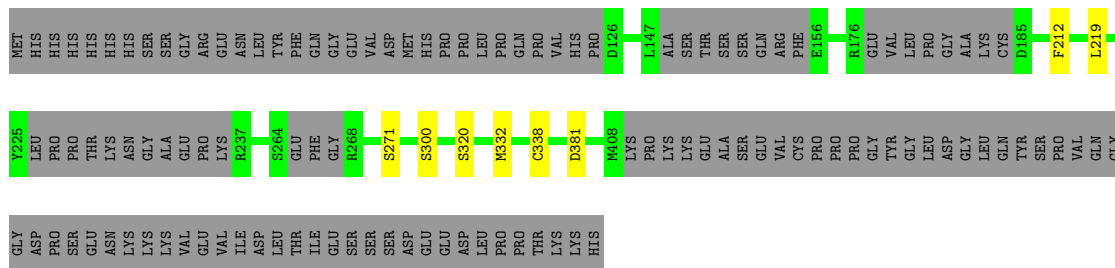 MET HIS HIS HIS HIS HIS HIS SER SER GLY ARG GLU ASN LEU TYR PHE GLN GLY GLU VAL ASP MET HIS PRO PRO LEU PRO GLN PRO VAL HIS PRO D126 L147 ALA SER THR SER SER GLN ARG PHE E156 R176 GLU VAL LEU PRO GLY ALA LYS CYS D185 F212 L219
Y225 LEU PRO PRO THR LYS ASN GLY ALA GLU PRO LYS R237 S264 GLU PHE GLY R268 S271 S300 S320 M332 C338 D381 M408 LYS PRO LYS LYS GLU ALA SER GLU VAL CYS PRO PRO PRO GLY TYR GLY LEU ASP GLY LEU GLN TYR SER PRO VAL GLN GLY
GLY ASP PRO SER GLU ASN LYS LYS LYS VAL GLU VAL ILE ASP LEU THR ILE GLU SER SER SER ASP GLU GLU ASP LEU PRO PRO THR LYS LYS HIS